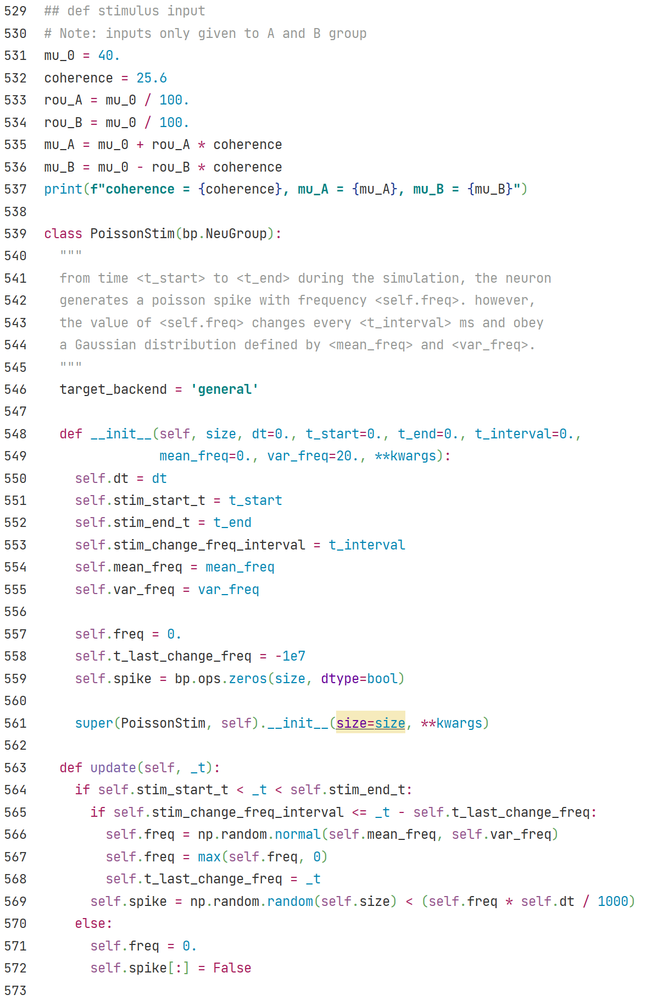 529 ## def stimulus input
530 # Note: inputs only given to A and B group
531 mu_0 = 40.
532 coherence = 25.6
533 rou_A = mu_0 / 100.
534 rou_B = mu_0 / 100.
535 mu_A = mu_0 + rou_A * coherence
536 mu_B = mu_0 - rou_B * coherence
537 print(f"coherence = {coherence}, mu_A = {mu_A}, mu_B = {mu_B}")
538
539 class PoissonStim(bp.NeuGroup):
540   """
541   from time <t_start> to <t_end> during the simulation, the neuron
542   generates a poisson spike with frequency <self.freq>. however,
543   the value of <self.freq> changes every <t_interval> ms and obey
544   a Gaussian distribution defined by <mean_freq> and <var_freq>.
545   """
546   target_backend = 'general'
547
548   def __init__(self, size, dt=0., t_start=0., t_end=0., t_interval=0.,
549                mean_freq=0., var_freq=20., **kwargs):
550     self.dt = dt
551     self.stim_start_t = t_start
552     self.stim_end_t = t_end
553     self.stim_change_freq_interval = t_interval
554     self.mean_freq = mean_freq
555     self.var_freq = var_freq
556
557     self.freq = 0.
558     self.t_last_change_freq = -1e7
559     self.spike = bp.ops.zeros(size, dtype=bool)
560
561     super(PoissonStim, self).__init__(size=size, **kwargs)
562
563   def update(self, _t):
564     if self.stim_start_t < _t < self.stim_end_t:
565       if self.stim_change_freq_interval <= _t - self.t_last_change_freq:
566         self.freq = np.random.normal(self.mean_freq, self.var_freq)
567         self.freq = max(self.freq, 0)
568         self.t_last_change_freq = _t
569       self.spike = np.random.random(self.size) < (self.freq * self.dt / 1000)
570     else:
571       self.freq = 0.
572       self.spike[:] = False
573